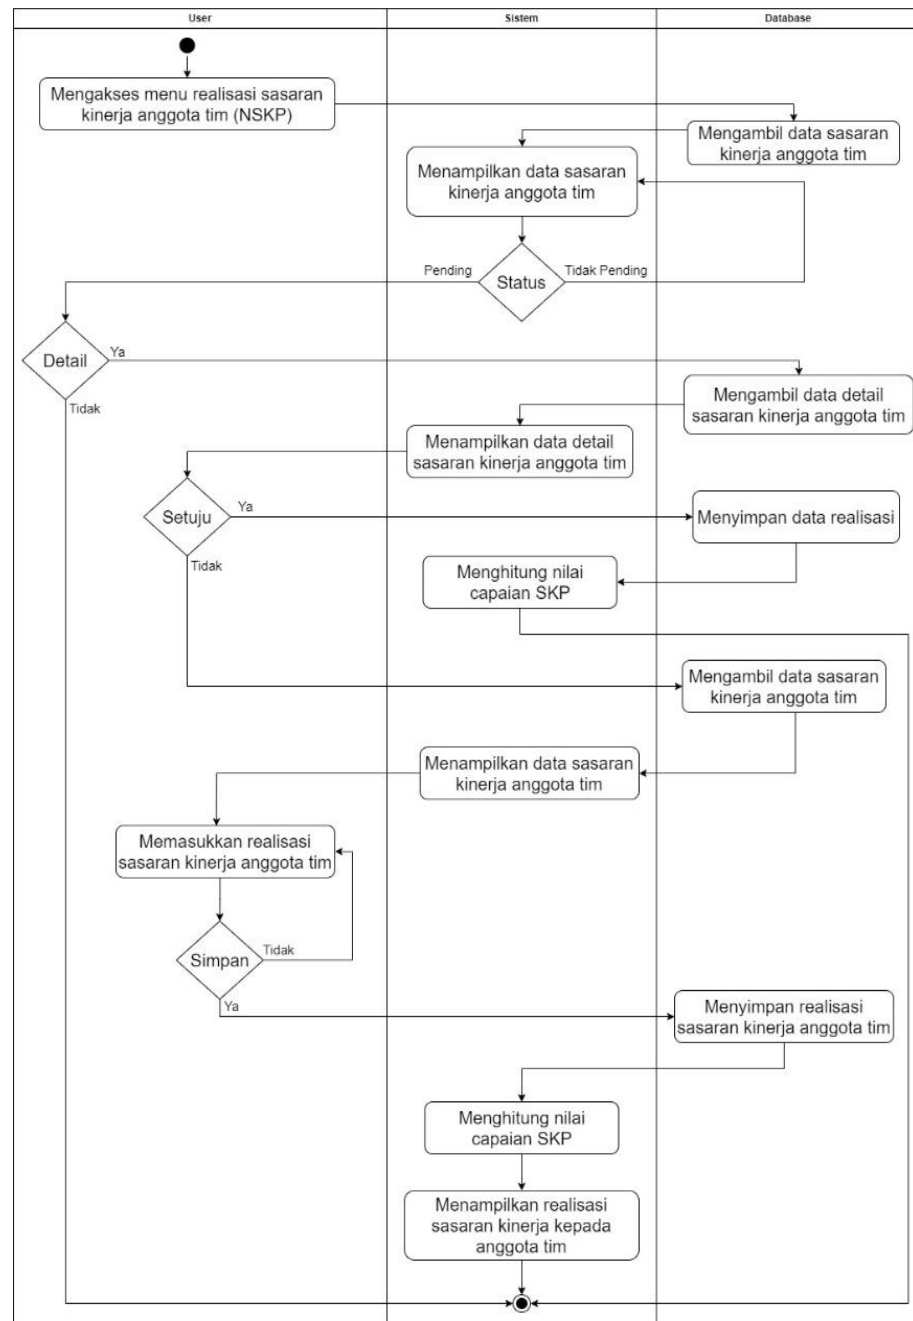 User
Sistem
Database
Mengakses menu realisasi sasaran
kinerja anggota tim (NSKP)
Mengambil data sasaran
kinerja anggota tim
Menampilkan data sasaran
kinerja anggota tim
Pending
Status
Tidak Pending
Detail
Ya
Tidak
Mengambil data detail
sasaran kinerja anggota tim
Menampilkan data detail
sasaran kinerja anggota tim
Setuju
Ya
Tidak
Menyimpan data realisasi
Menghitung nilai
capaian SKP
Mengambil data sasaran
kinerja anggota tim
Menampilkan data sasaran
kinerja anggota tim
Memasukkan realisasi
sasaran kinerja anggota tim
Simpan
Tidak
Ya
Menyimpan realisasi
sasaran kinerja anggota tim
Menghitung nilai
capaian SKP
Menampilkan realisasi
sasaran kinerja kepada
anggota tim